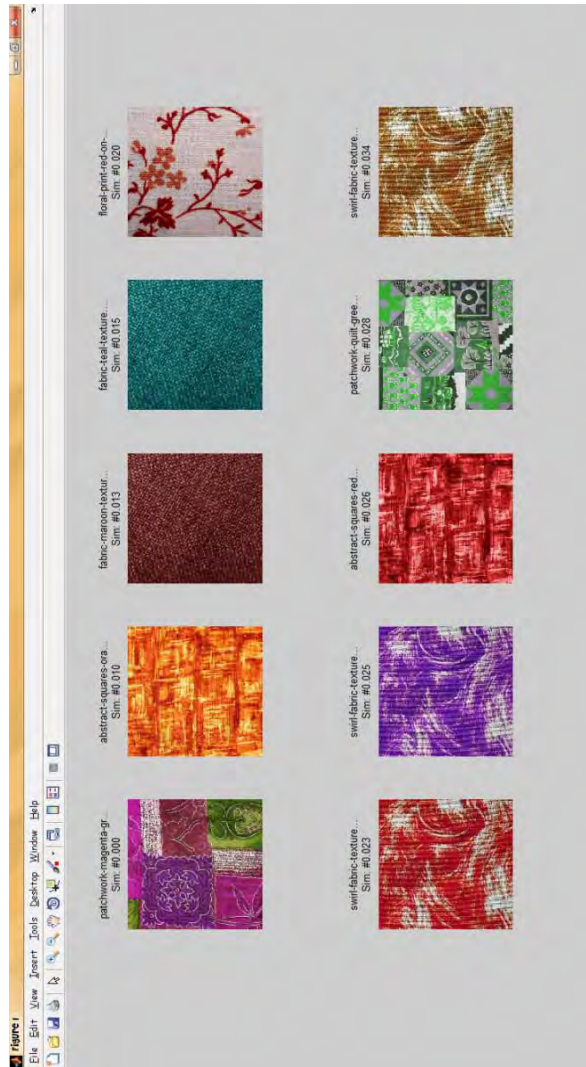 Figure 1
File Edit View Insert Tools Desktop Window Help
patchwork-magenta-gr...
Sim: #0.000
abstract-squares-ora...
Sim: #0.010
fabric-maroon-textur...
Sim: #0.013
fabric-teal-texture....
Sim: #0.015
floral-print-red-on-...
Sim: #0.020
swirl-fabric-texture...
Sim: #0.023
swirl-fabric-texture...
Sim: #0.025
abstract-squares-red...
Sim: #0.026
patchwork-quilt-gree...
Sim: #0.028
swirl-fabric-texture...
Sim: #0.034